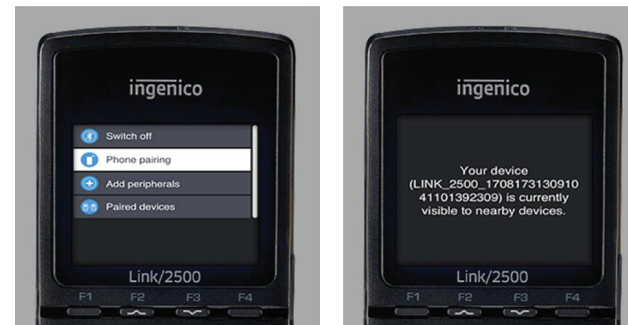 ingenico
Switch off
Phone pairing
Add peripherals
Paired devices
Link/2500
F1 F2 F3 F4
ingenico
Your device
(LINK_2500_1708173130910
41101392309) is currently
visible to nearby devices.
Link/2500
F1 F2 F3 F4